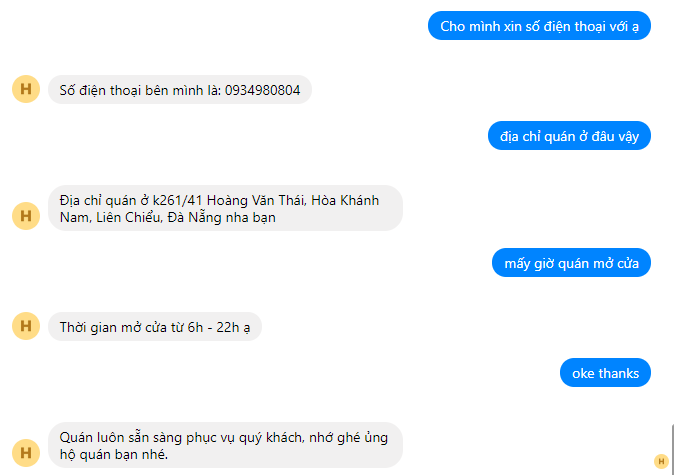 Cho mình xin số điện thoại với ạ
H
Số điện thoại bên mình là: 0934980804
địa chỉ quán ở đâu vậy
H
Địa chỉ quán ở k261/41 Hoàng Văn Thái, Hòa Khánh
Nam, Liên Chiểu, Đà Nẵng nha bạn
mấy giờ quán mở cửa
H
Thời gian mở cửa từ 6h - 22h ạ
oke thanks
H
Quán luôn sẵn sàng phục vụ quý khách, nhớ ghé ủng
hộ quán bạn nhé.
H